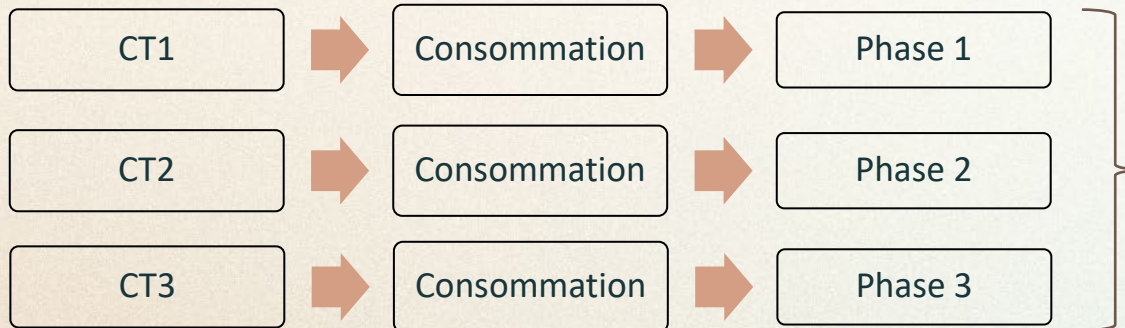 CT1 Consommation Phase 1
CT2 Consommation Phase 2
CT3 Consommation Phase 3